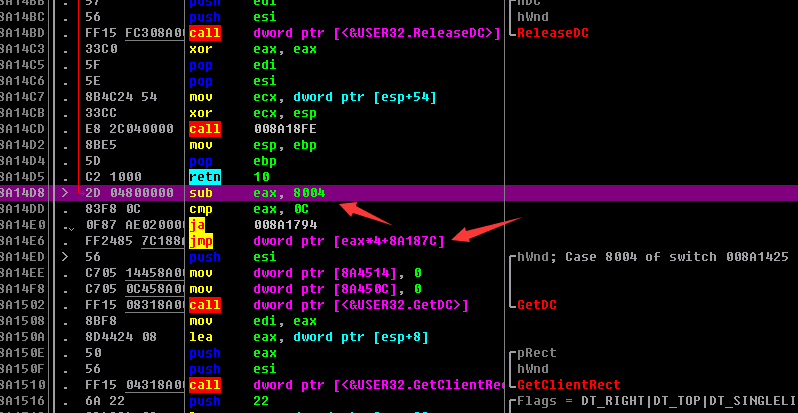 8A14BB . 57 push edi hDC
8A14BC . 56 push esi hWnd
8A14BD . FF15 FC308A0 call dword ptr [<&USER32.ReleaseDC>] ReleaseDC
8A14C3 . 33C0 xor eax, eax
8A14C5 . 5F pop edi
8A14C6 . 5E pop esi
8A14C7 . 8B4C24 54 mov ecx, dword ptr [esp+54]
8A14CB . 33CC xor ecx, esp
8A14CD . E8 2C040000 call 008A18FE
8A14D2 . 8BE5 mov esp, ebp
8A14D4 . 5D pop ebp
8A14D5 . C2 1000 retn 10
8A14D8 > 2D 04800000 sub eax, 8004
8A14DD . 83F8 0C cmp eax, 0C
8A14E0 . 0F87 AE02000 ja 008A1794
8A14E6 . FF2485 7C188 jmp dword ptr [eax*4+8A187C]
8A14ED > 56 push esi hWnd; Case 8004 of switch 008A1425
8A14EE . C705 14458A0 mov dword ptr [8A4514], 0
8A14F8 . C705 0C458A0 mov dword ptr [8A450C], 0
8A1502 . FF15 08318A0 call dword ptr [<&USER32.GetDC>] GetDC
8A1508 . 8BF8 mov edi, eax
8A150A . 8D4424 08 lea eax, dword ptr [esp+8]
8A150E . 50 push eax pRect
8A150F . 56 push esi hWnd
8A1510 . FF15 04318A0 call dword ptr [<&USER32.GetClientRec GetClientRect
8A1516 . 6A 22 push 22 Flags = DT_RIGHT|DT_TOP|DT_SINGLELI